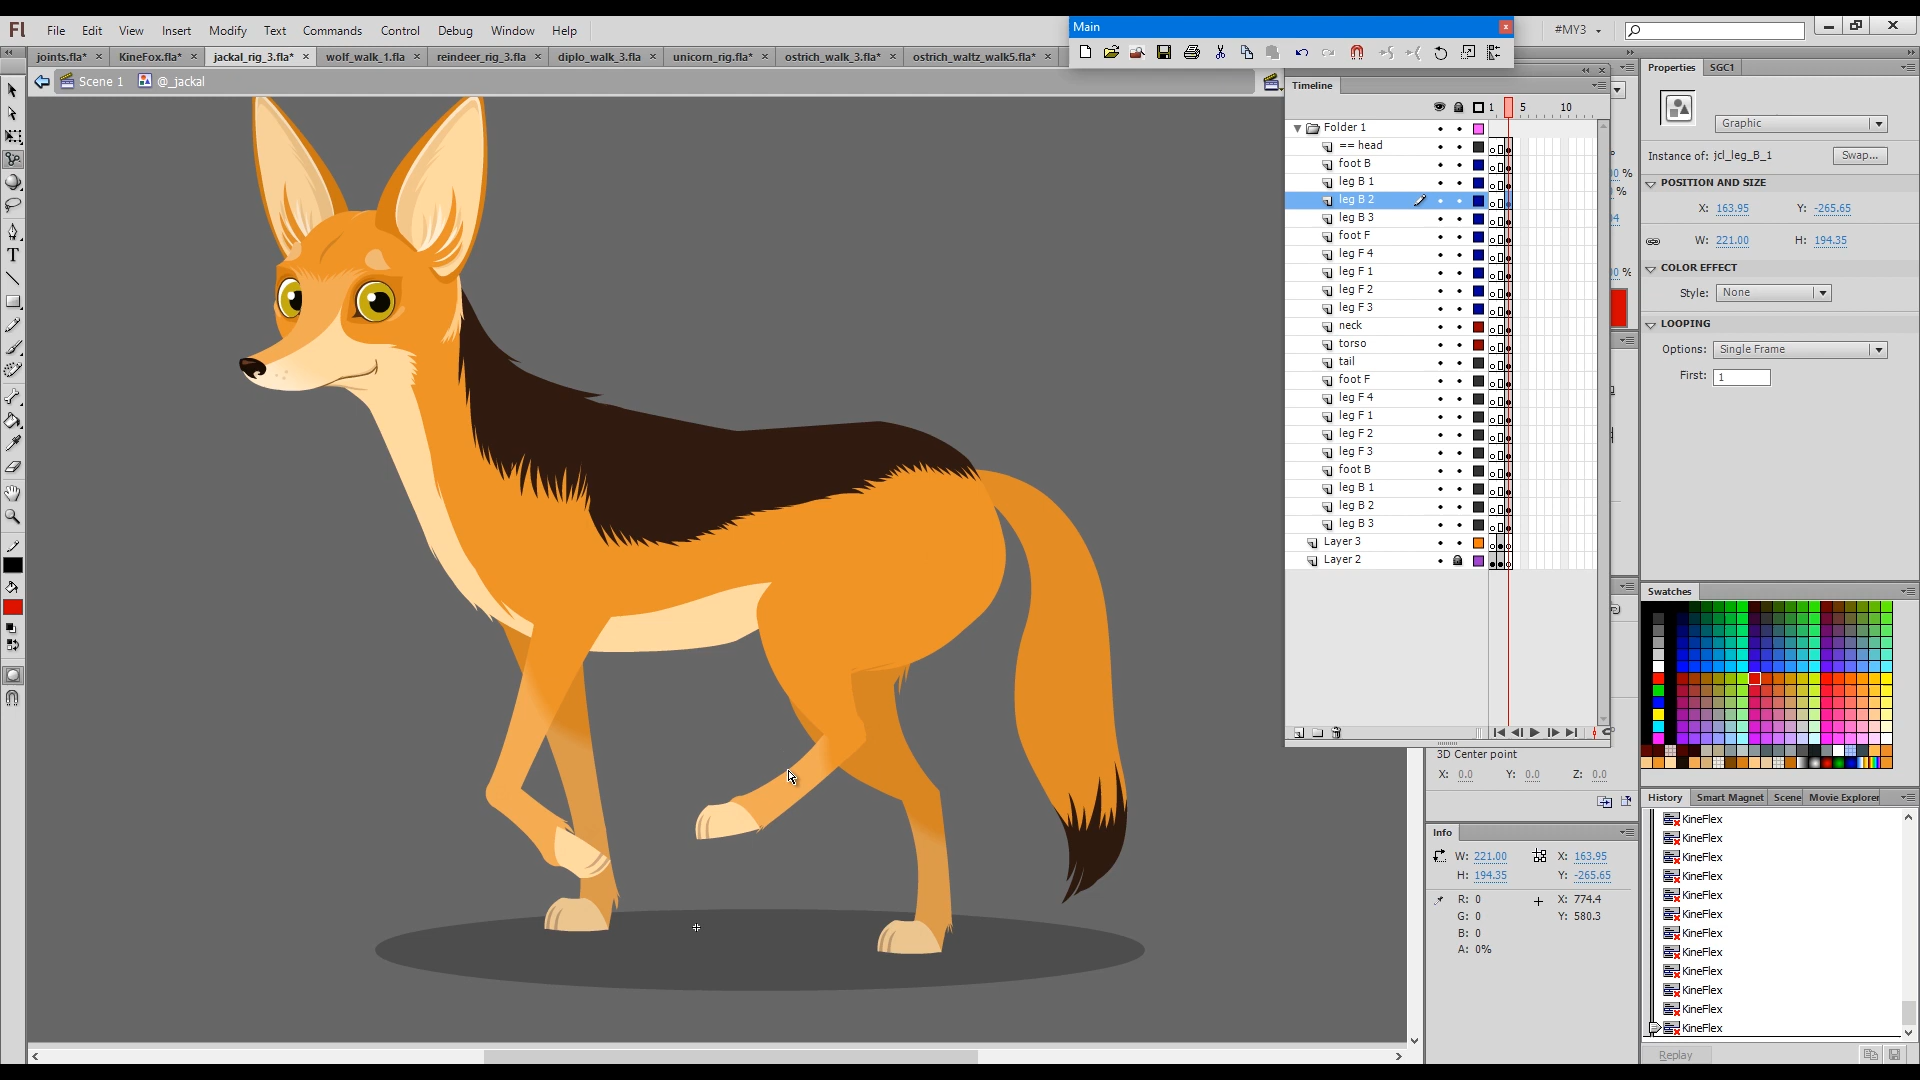 Fl File Edit View Insert Modify Text Commands Control Debug Window Help
Main
#MY3
joints.fla* × KineFox.fla* × jackal_rig_3.fla* × wolf_walk_1.fla × reindeer_rig_3.fla × diplo_walk_3.fla × unicorn_rig.fla* × ostrich_walk_3.fla* × ostrich_waltz_walk5.fla* ×
Scene 1 @_jackal
Timeline
1 5 10
Folder 1
== head
foot B
leg B 1
leg B 2
leg B 3
foot F
leg F 4
leg F 1
leg F 2
leg F 3
neck
torso
tail
foot F
leg F 4
leg F 1
leg F 2
leg F 3
foot B
leg B 1
leg B 2
leg B 3
Layer 3
Layer 2
3D Center point
X: 0.0 Y: 0.0 Z: 0.0
Info
W: 221.00 X: 163.95
H: 194.35 Y: -265.65
R: 0 X: 774.4
G: 0 Y: 580.3
B: 0
A: 0%
Properties SGC1
Graphic
Instance of: jcl_leg_B_1 Swap...
POSITION AND SIZE
X: 163.95 Y: -265.65
W: 221.00 H: 194.35
COLOR EFFECT
Style: None
LOOPING
Options: Single Frame
First: 1
Swatches
History Smart Magnet Scene Movie Explorer
KineFlex
KineFlex
KineFlex
KineFlex
KineFlex
KineFlex
KineFlex
KineFlex
KineFlex
KineFlex
KineFlex
KineFlex
Replay